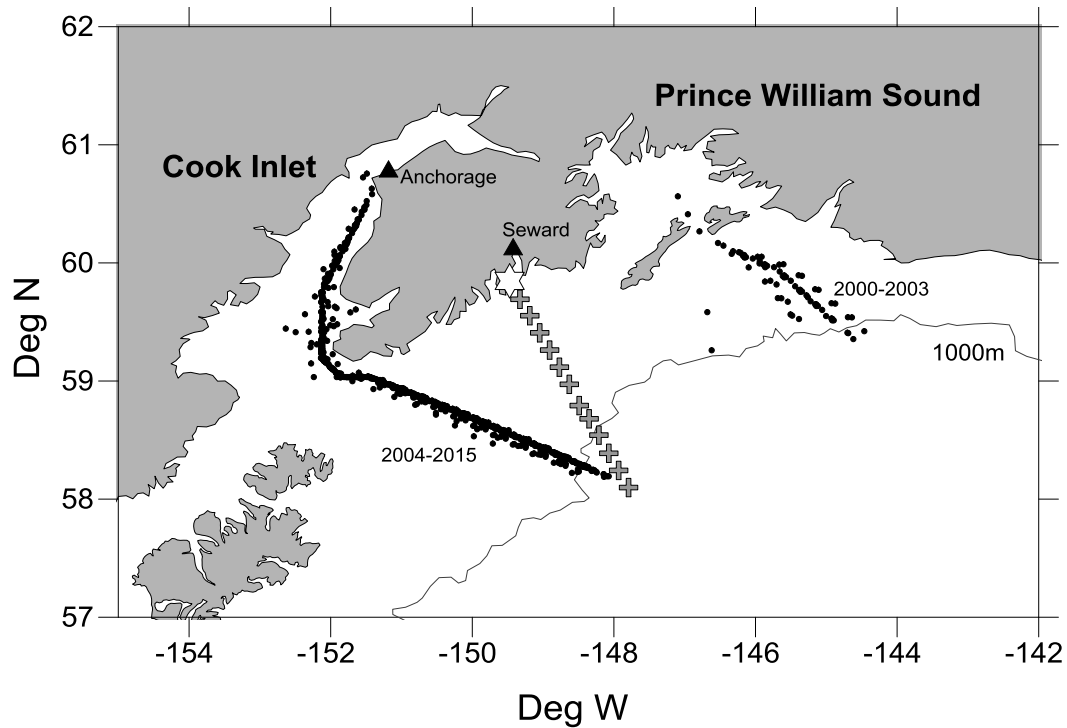 62
61
60
59
58
57
Deg N
Prince William Sound
Cook Inlet
Anchorage
Seward
2000-2003
1000m
2004-2015
-154
-152
-150
-148
-146
-144
-142
Deg W